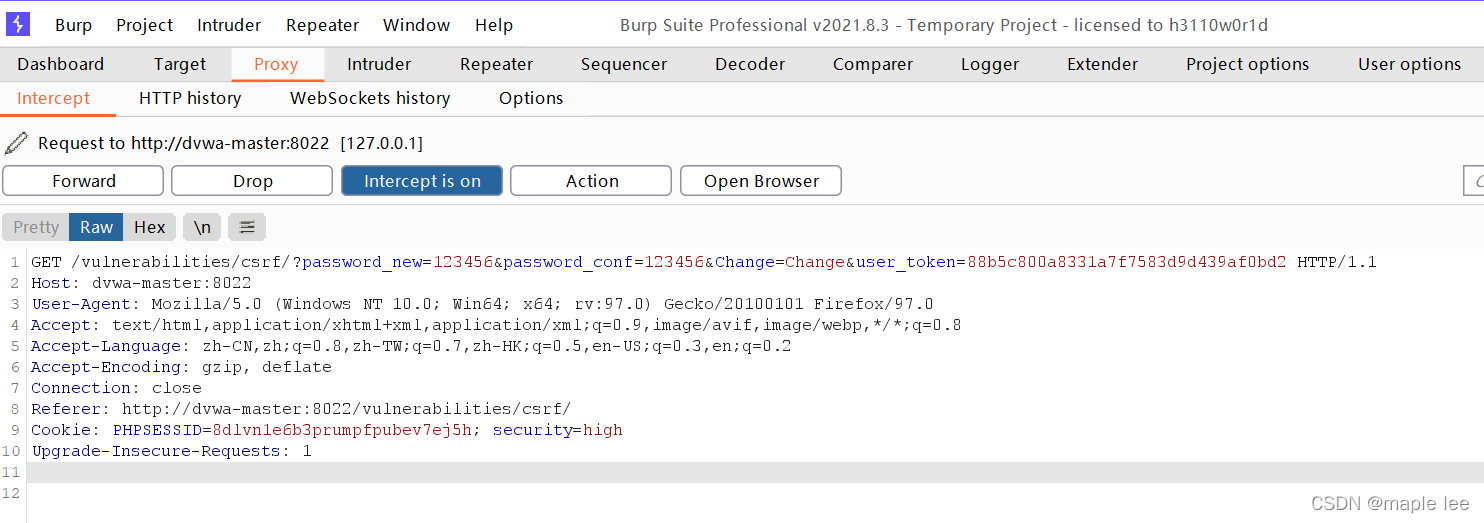 Burp Project Intruder Repeater Window Help Burp Suite Professional v2021.8.3 - Temporary Project - licensed to h3110w0r1d
Dashboard Target Proxy Intruder Repeater Sequencer Decoder Comparer Logger Extender Project options User options
Intercept HTTP history WebSockets history Options
Request to http://dvwa-master:8022 [127.0.0.1]
Forward Drop Intercept is on Action Open Browser
Pretty Raw Hex \n
1 GET /vulnerabilities/csrf/?password_new=123456&password_conf=123456&Change=Change&user_token=88b5c800a8331a7f7583d9d439af0bd2 HTTP/1.1
2 Host: dvwa-master:8022
3 User-Agent: Mozilla/5.0 (Windows NT 10.0; Win64; x64; rv:97.0) Gecko/20100101 Firefox/97.0
4 Accept: text/html,application/xhtml+xml,application/xml;q=0.9,image/avif,image/webp,*/*;q=0.8
5 Accept-Language: zh-CN,zh;q=0.8,zh-TW;q=0.7,zh-HK;q=0.5,en-US;q=0.3,en;q=0.2
6 Accept-Encoding: gzip, deflate
7 Connection: close
8 Referer: http://dvwa-master:8022/vulnerabilities/csrf/
9 Cookie: PHPSESSID=8dlvnle6b3prumpfpubev7ej5h; security=high
10 Upgrade-Insecure-Requests: 1
11
12
CSDN @maple lee